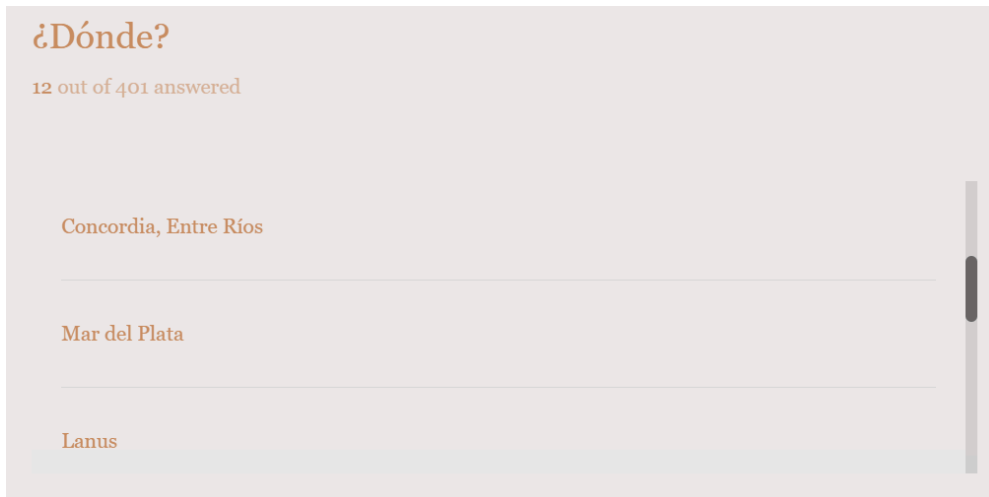 ¿Dónde?
12 out of 401 answered
Concordia, Entre Ríos
Mar del Plata
Lanus